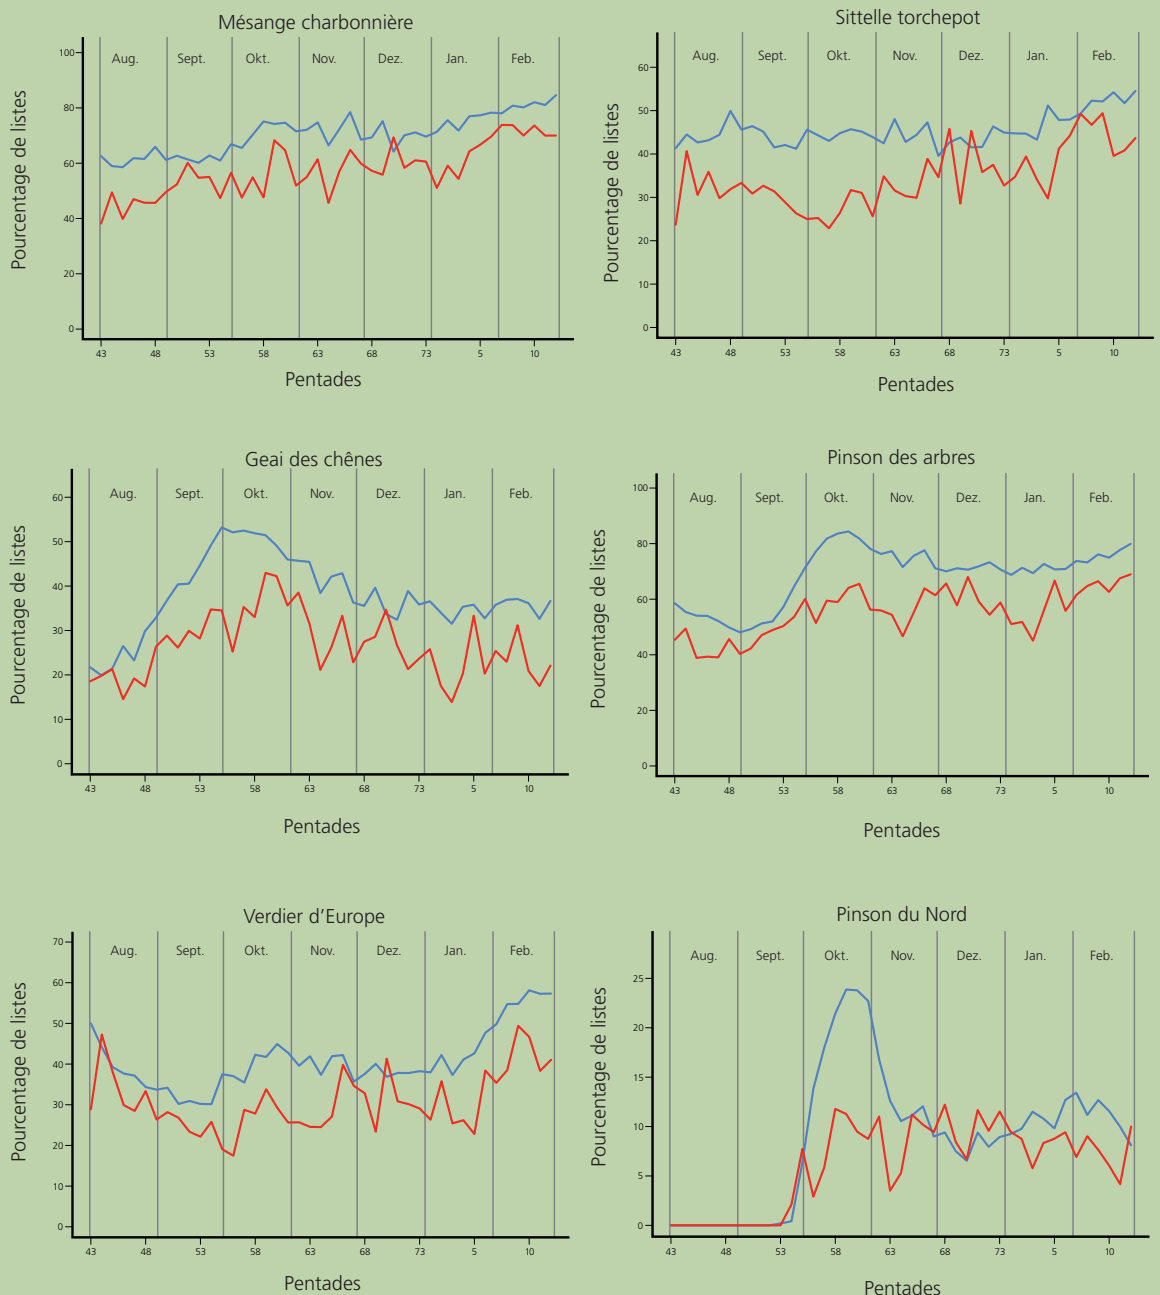 Mésange charbonnière
Pourcentage de listes
100
80
60
40
20
0
Aug. Sept. Okt. Nov. Dez. Jan. Feb.
43 48 53 58 63 68 73 5 10
Pentades
Sittelle torchepot
Pourcentage de listes
60
50
40
30
20
10
0
Aug. Sept. Okt. Nov. Dez. Jan. Feb.
43 48 53 58 63 68 73 5 10
Pentades
Geai des chênes
Pourcentage de listes
60
50
40
30
20
10
0
Aug. Sept. Okt. Nov. Dez. Jan. Feb.
43 48 53 58 63 68 73 5 10
Pentades
Pinson des arbres
Pourcentage de listes
100
80
60
40
20
0
Aug. Sept. Okt. Nov. Dez. Jan. Feb.
43 48 53 58 63 68 73 5 10
Pentades
Verdier d’Europe
Pourcentage de listes
70
60
50
40
30
20
10
0
Aug. Sept. Okt. Nov. Dez. Jan. Feb.
43 48 53 58 63 68 73 5 10
Pentades
Pinson du Nord
Pourcentage de listes
25
20
15
10
5
0
Aug. Sept. Okt. Nov. Dez. Jan. Feb.
43 48 53 58 63 68 73 5 10
Pentades